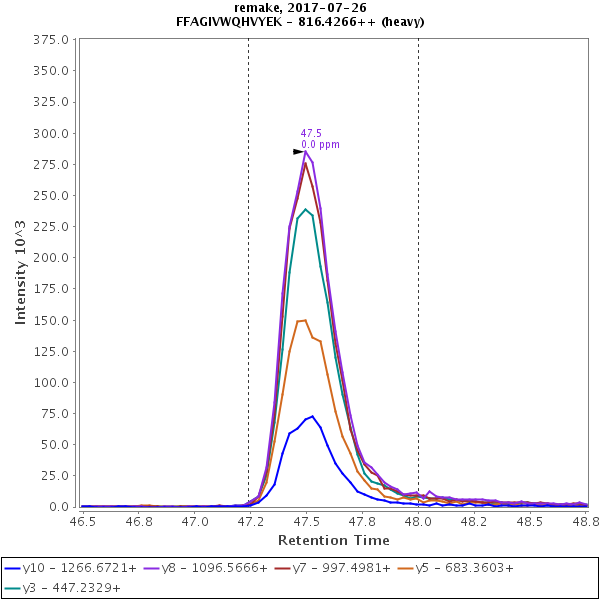 remake, 2017-07-26
FFAGIVWQHVYEK - 816.4266++ (heavy)
375.0
350.0
325.0
300.0
275.0
250.0
225.0
200.0
175.0
150.0
125.0
100.0
75.0
50.0
25.0
0.0
Intensity 10^3
47.5
0.0 ppm
46.5 46.8 47.0 47.2 47.5 47.8 48.0 48.2 48.5 48.8
Retention Time
y10 - 1266.6721+ y8 - 1096.5666+ y7 - 997.4981+ y5 - 683.3603+
y3 - 447.2329+